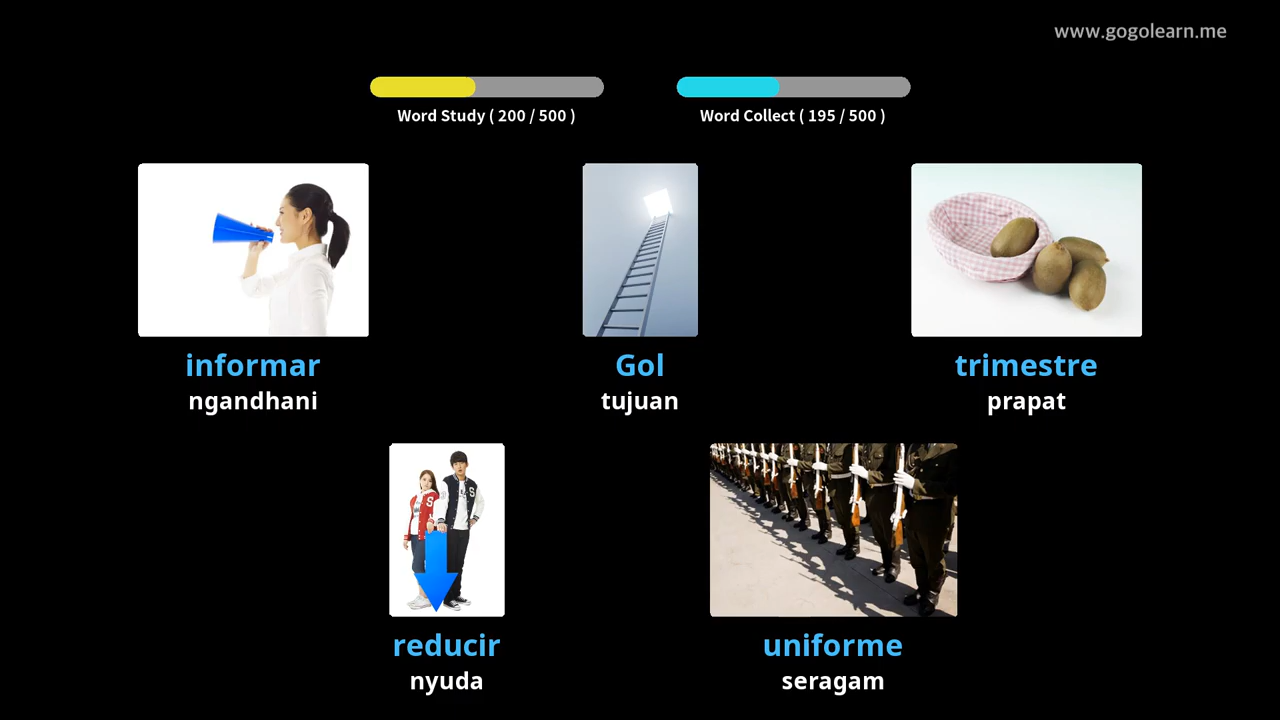 www.gogolearn.me
Word Study ( 200 / 500 )
Word Collect ( 195 / 500 )
informar
ngandhani
Gol
tujuan
trimestre
prapat
reducir
nyuda
uniforme
seragam